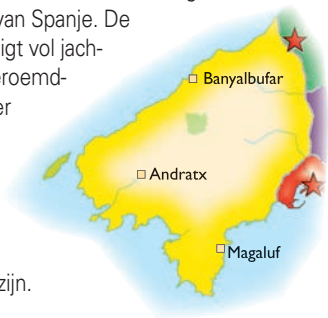 van Spanje. De
igt vol jach-
eroemd-
er
zijn.
Banyalbufar
Andratx
Magaluf